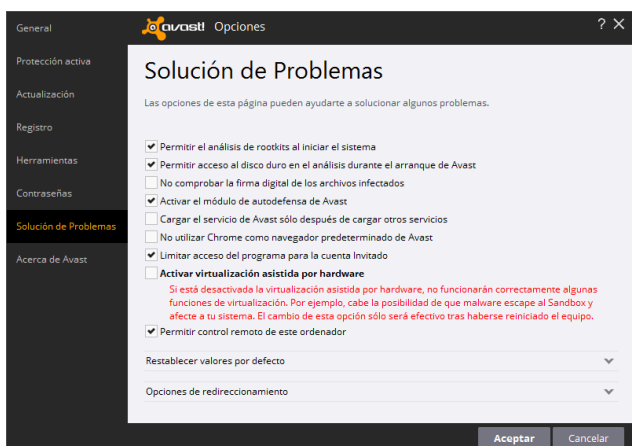 General
Protección activa
Actualización
Registro
Herramientas
Contraseñas
Solución de Problemas
Acerca de Avast
avast! Opciones
? ✕
Solución de Problemas
Las opciones de esta página pueden ayudarte a solucionar algunos problemas.
Permitir el análisis de rootkits al iniciar el sistema
Permitir acceso al disco duro en el análisis durante el arranque de Avast
No comprobar la firma digital de los archivos infectados
Activar el módulo de autodefensa de Avast
Cargar el servicio de Avast sólo después de cargar otros servicios
No utilizar Chrome como navegador predeterminado de Avast
Limitar acceso del programa para la cuenta Invitado
Activar virtualización asistida por hardware
Si está desactivada la virtualización asistida por hardware, no funcionarán correctamente algunas
funciones de virtualización. Por ejemplo, cabe la posibilidad de que malware escape al Sandbox y
afecte a tu sistema. El cambio de esta opción sólo será efectivo tras haberse reiniciado el equipo.
Permitir control remoto de este ordenador
Restablecer valores por defecto
Opciones de redireccionamiento
Aceptar
Cancelar